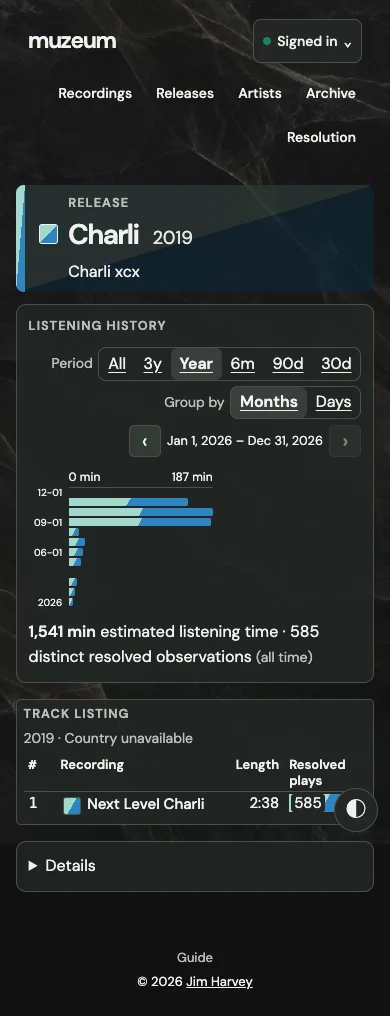 muzeum
Signed in
Recordings Releases Artists Archive
Resolution
RELEASE
Charli 2019
Charli xcx
LISTENING HISTORY
Period All 3y Year 6m 90d 30d
Group by Months Days
‹ Jan 1, 2026 – Dec 31, 2026 ›
0 min 187 min
12-01
09-01
06-01
2026
1,541 min estimated listening time · 585
distinct resolved observations (all time)
TRACK LISTING
2019 · Country unavailable
# Recording Length Resolved
plays
1 Next Level Charli 2:38 585
▶ Details
Guide
© 2026 Jim Harvey